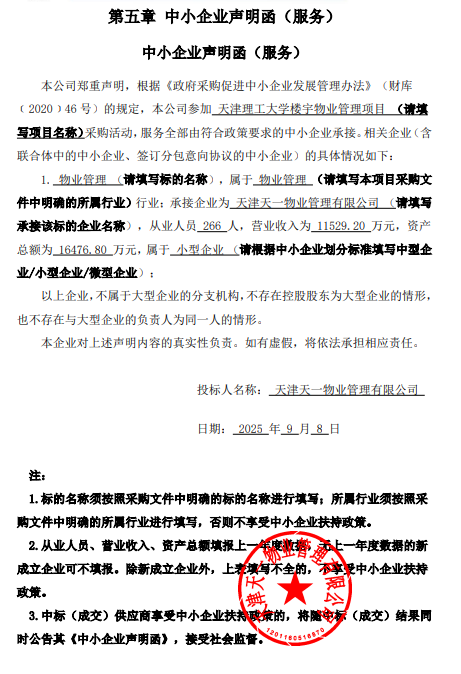 第五章 中小企业声明函（服务）
中小企业声明函（服务）
本公司郑重声明，根据《政府采购促进中小企业发展管理办法》（财库
﹝2020﹞46 号）的规定，本公司参加 天津理工大学楼宇物业管理项目 （请填
写项目名称）采购活动，服务全部由符合政策要求的中小企业承接。相关企业（含
联合体中的中小企业、签订分包意向协议的中小企业）的具体情况如下：
1. 物业管理 （请填写标的名称），属于 物业管理 （请填写本项目采购文
件中明确的所属行业）行业；承接企业为 天津天一物业管理有限公司（请填写
承接该标的企业名称），从业人员 266 人，营业收入为 11529.20 万元，资产
总额为 16476.80 万元，属于 小型企业 （请根据中小企业划分标准填写中型企
业/小型企业/微型企业）；
以上企业，不属于大型企业的分支机构，不存在控股股东为大型企业的情形，
也不存在与大型企业的负责人为同一人的情形。
本企业对上述声明内容的真实性负责。如有虚假，将依法承担相应责任。
投标人名称： 天津天一物业管理有限公司
日期： 2025 年 9 月 8 日
注：
1.标的名称须按照采购文件中明确的标的名称进行填写；所属行业须按照采
购文件中明确的所属行业进行填写，否则不享受中小企业扶持政策。
2.从业人员、营业收入、资产总额填报上一年度数据，无上一年度数据的新
成立企业可不填报。除新成立企业外，上表填写不全的，不享受中小企业扶持
政策。
3.中标（成交）供应商享受中小企业扶持政策的，将随中标（成交）结果同
时公告其《中小企业声明函》，接受社会监督。
天津天一物业管理有限公司